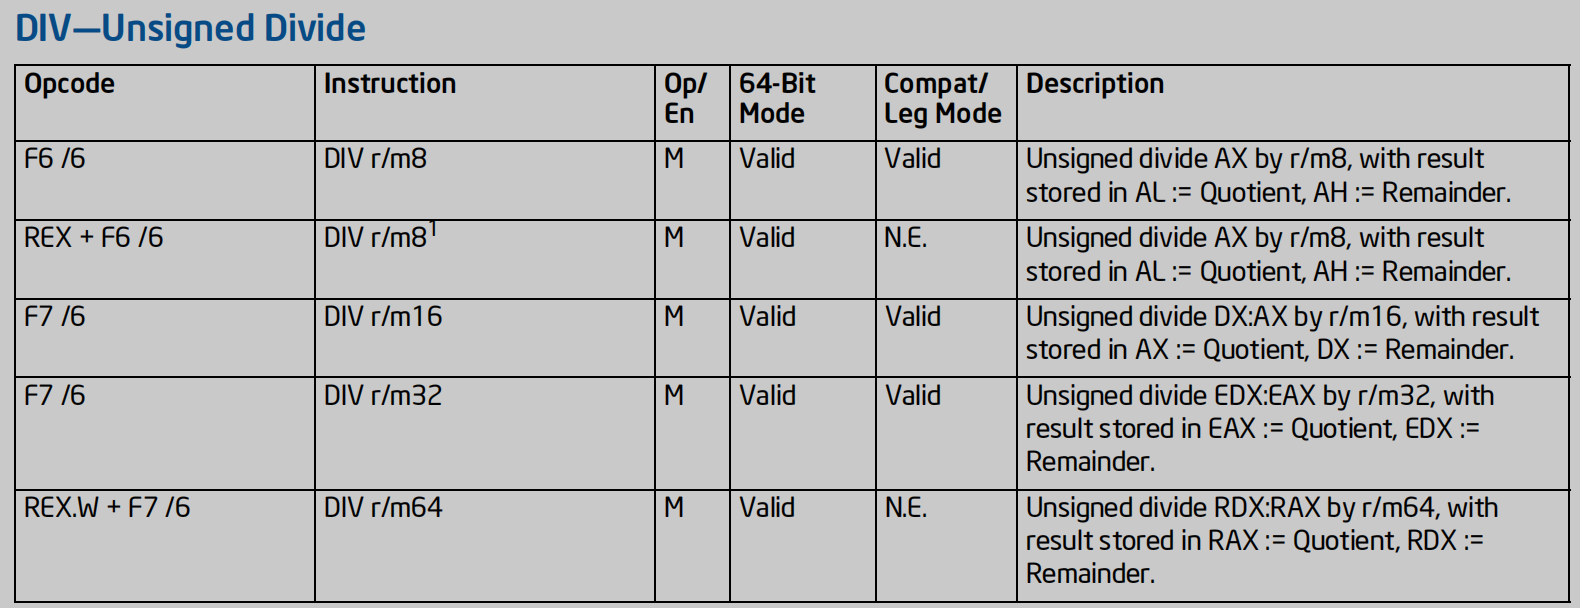 DIV—Unsigned Divide
Opcode Instruction Op/ 64-Bit Compat/ Description
En Mode Leg Mode
F6 /6 DIV r/m8 M Valid Valid Unsigned divide AX by r/m8, with result
stored in AL := Quotient, AH := Remainder.
REX + F6 /6 DIV r/m8¹ M Valid N.E. Unsigned divide AX by r/m8, with result
stored in AL := Quotient, AH := Remainder.
F7 /6 DIV r/m16 M Valid Valid Unsigned divide DX:AX by r/m16, with result
stored in AX := Quotient, DX := Remainder.
F7 /6 DIV r/m32 M Valid Valid Unsigned divide EDX:EAX by r/m32, with
result stored in EAX := Quotient, EDX :=
Remainder.
REX.W + F7 /6 DIV r/m64 M Valid N.E. Unsigned divide RDX:RAX by r/m64, with
result stored in RAX := Quotient, RDX :=
Remainder.